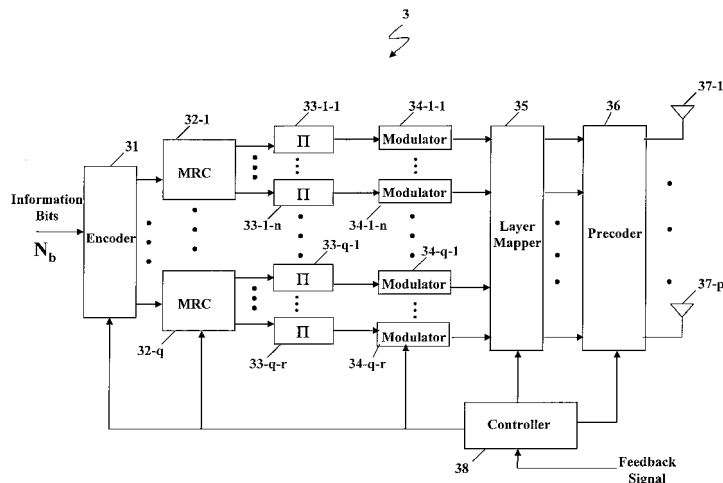 3
37-1
33-1-1
34-1-1
35
36
32-1
31
Π
Modulator
MRC
Information
Bits
Π
Modulator
N_b
Encoder
33-1-n
34-1-n
Layer
Mapper
Precoder
33-q-1
34-q-1
37-p
Π
Modulator
MRC
Π
Modulator
32-q
33-q-r
34-q-r
Controller
38
Feedback
Signal